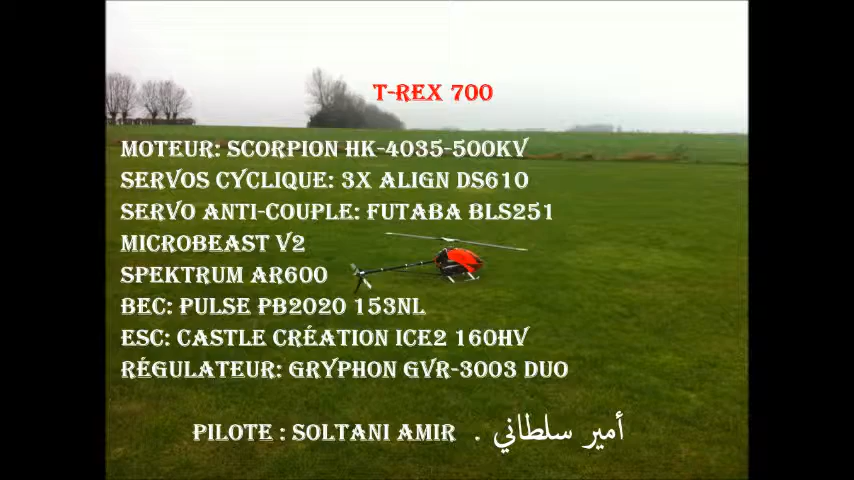 T-REX 700
MOTEUR: SCORPION HK-4035-500KV
SERVOS CYCLIQUE: 3X ALIGN DS610
SERVO ANTI-COUPLE: FUTABA BLS251
MICROBEAST V2
SPEKTRUM AR600
BEC: PULSE PB2020 153NL
ESC: CASTLE CRÉATION ICE2 160HV
RÉGULATEUR: GRYPHON GVR-3003 DUO
PILOTE : SOLTANI AMIR . أمير سلطاني